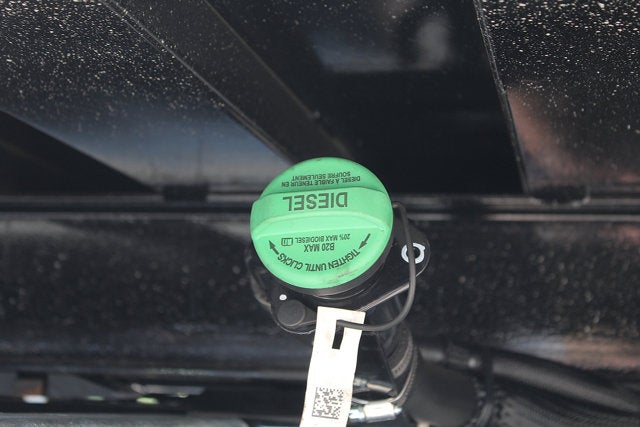 TIGHTEN UNTIL CLICKS
B20 MAX
20% MAX BIODIESEL
DIESEL
DIESEL À FAIBLE TENEUR EN
SOUFRE SEULEMENT